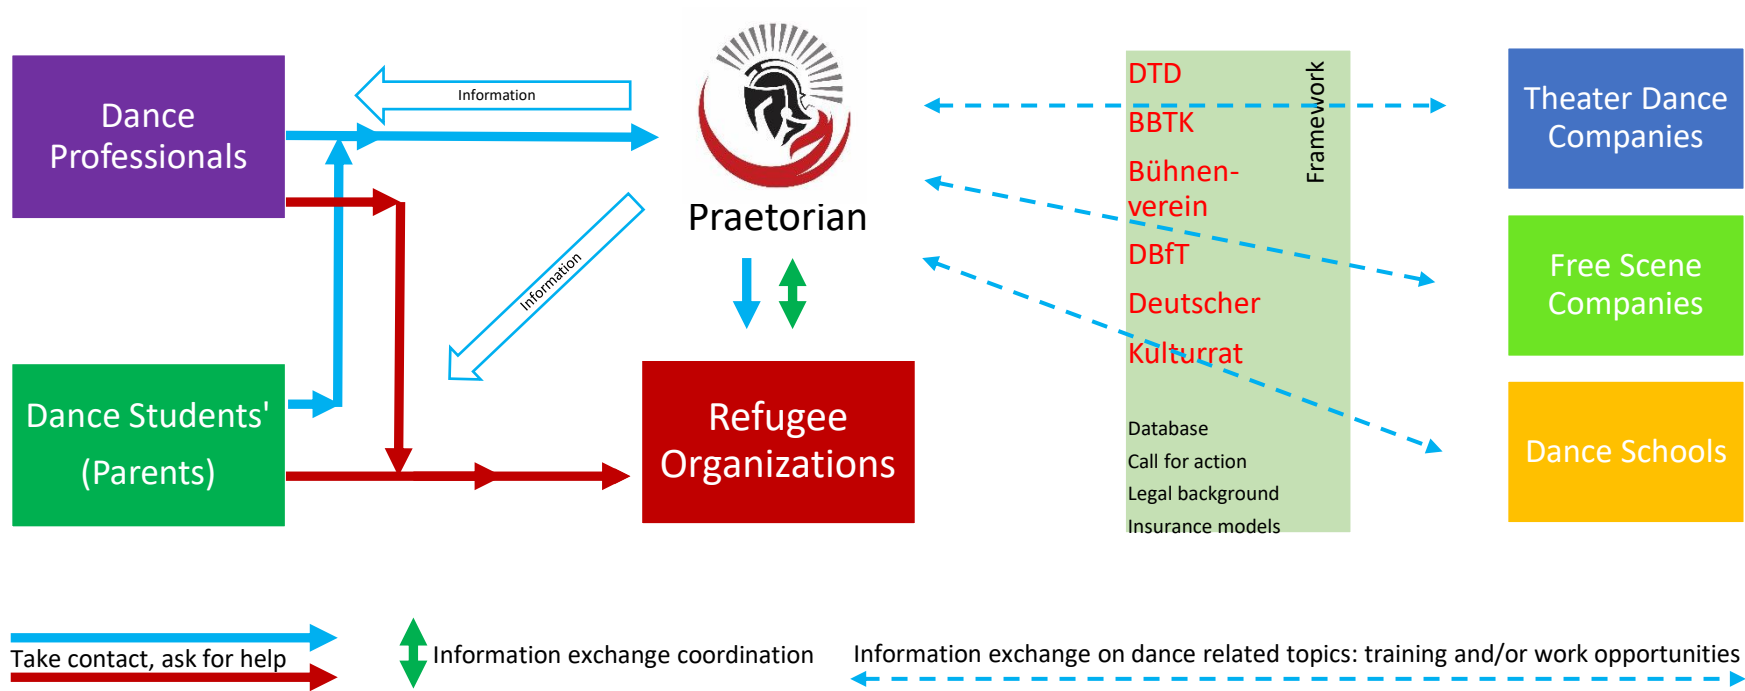 Dance
Professionals
Information
Praetorian
Information
Dance Students'
(Parents)
Refugee
Organizations
DTD
BBTK
Bühnen-
verein
DBfT
Deutscher
Kulturrat
Framework
Database
Call for action
Legal background
Insurance models
Theater Dance
Companies
Free Scene
Companies
Dance Schools
Take contact, ask for help
Information exchange coordination
Information exchange on dance related topics: training and/or work opportunities